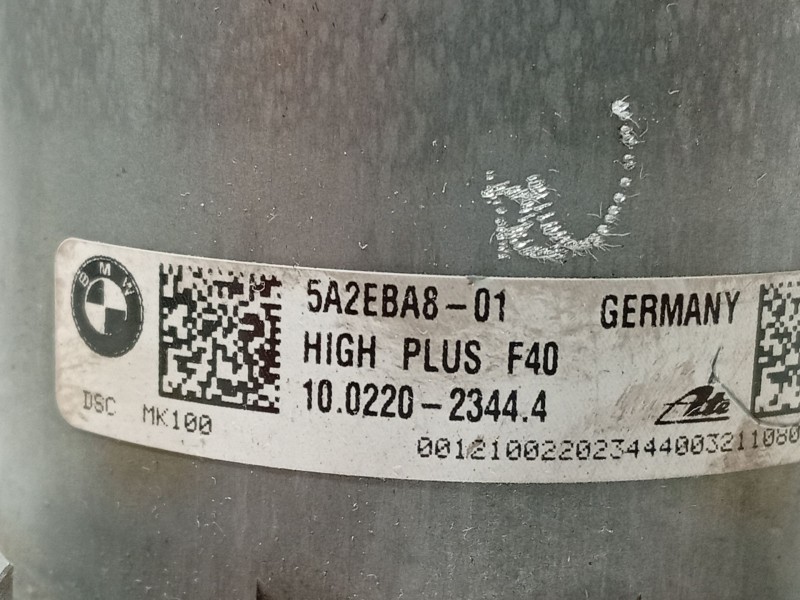 BMW
5A2EBA8-01 GERMANY
HIGH PLUS F40
10.0220-2344.4 Ate
DSC MK100
001210022023444003211080